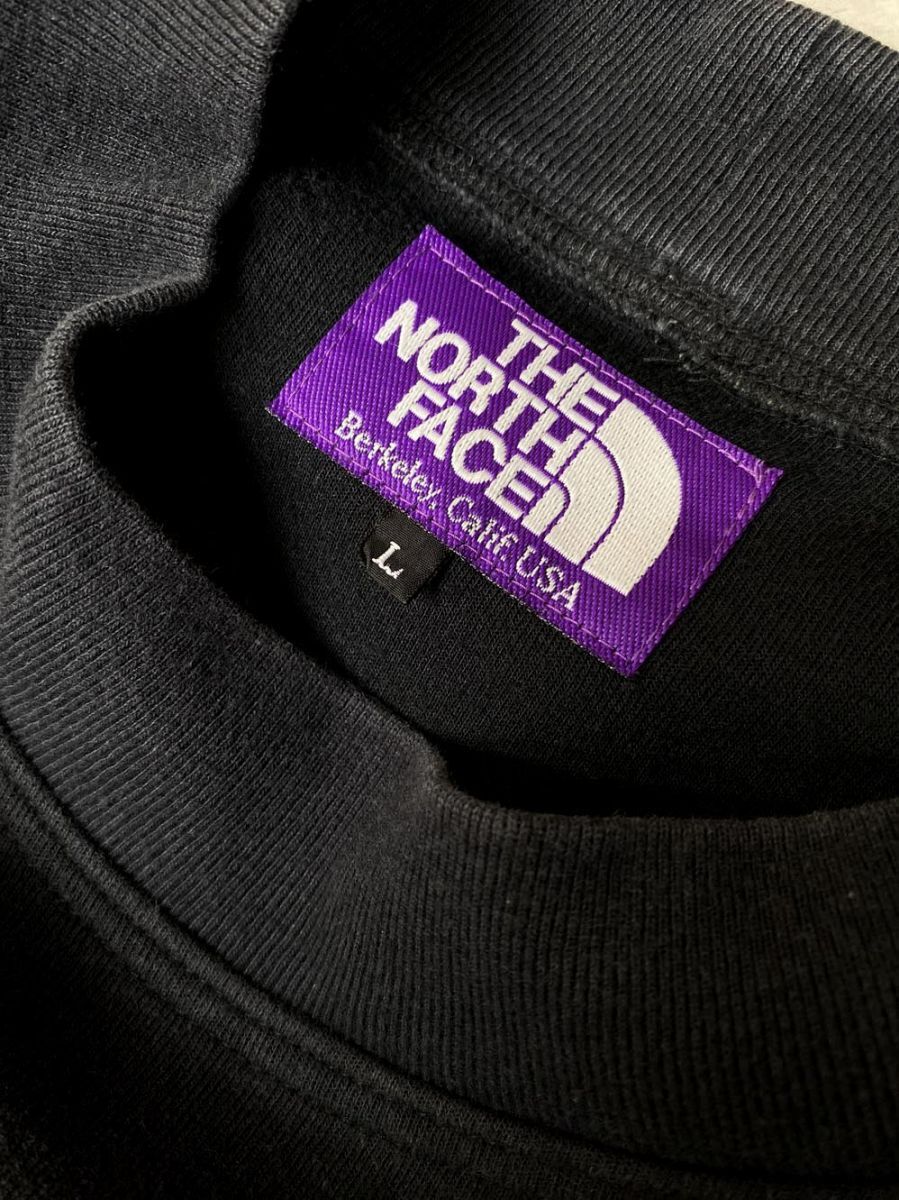 THE
NORTH
FACE
Berkeley, Calif USA
L